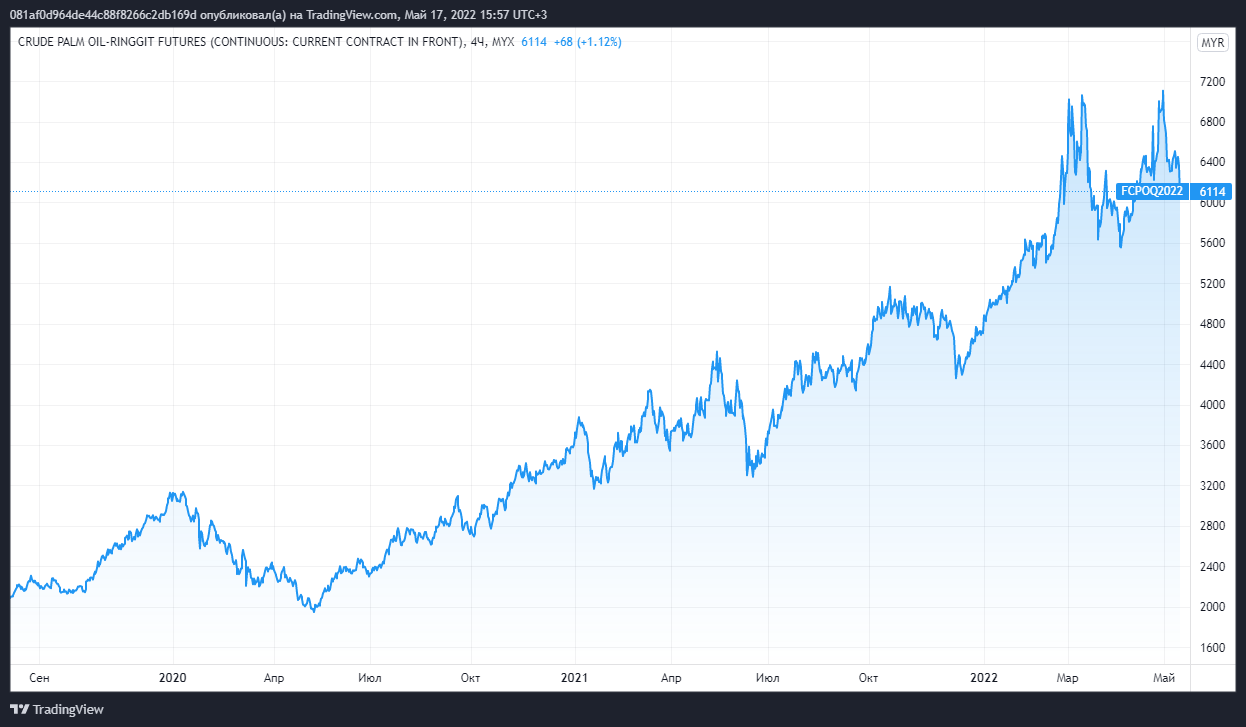 081af0d964de44c88f8266c2db169d опубликовал(а) на TradingView.com, Май 17, 2022 15:57 UTC+3
CRUDE PALM OIL-RINGGIT FUTURES (CONTINUOUS: CURRENT CONTRACT IN FRONT), 4Ч, MYX 6114 +68 (+1.12%)
MYR
7200
6800
6400
FCPOQ2022 6114
6000
5600
5200
4800
4400
4000
3600
3200
2800
2400
2000
1600
Сен 2020 Апр Июл Окт 2021 Апр Июл Окт 2022 Мар Май
TradingView